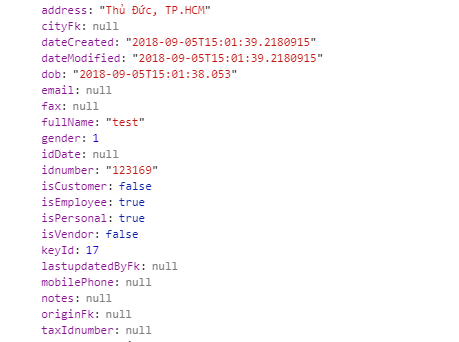 address: "Thủ Đức, TP.HCM"
cityFk: null
dateCreated: "2018-09-05T15:01:39.2180915"
dateModified: "2018-09-05T15:01:39.2180915"
dob: "2018-09-05T15:01:38.053"
email: null
fax: null
fullName: "test"
gender: 1
idDate: null
idnumber: "123169"
isCustomer: false
isEmployee: true
isPersonal: true
isVendor: false
keyId: 17
lastupdatedByFk: null
mobilePhone: null
notes: null
originFk: null
taxIdnumber: null